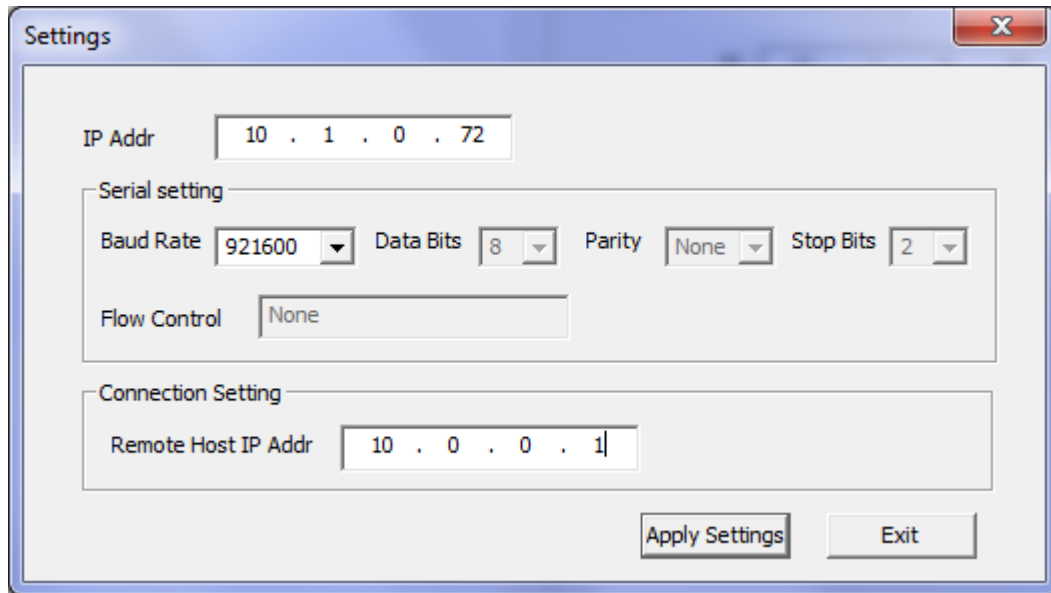 Settings
IP Addr 10 . 1 . 0 . 72
Serial setting
Baud Rate 921600 Data Bits 8 Parity None Stop Bits 2
Flow Control None
Connection Setting
Remote Host IP Addr 10 . 0 . 0 . 1
Apply Settings Exit